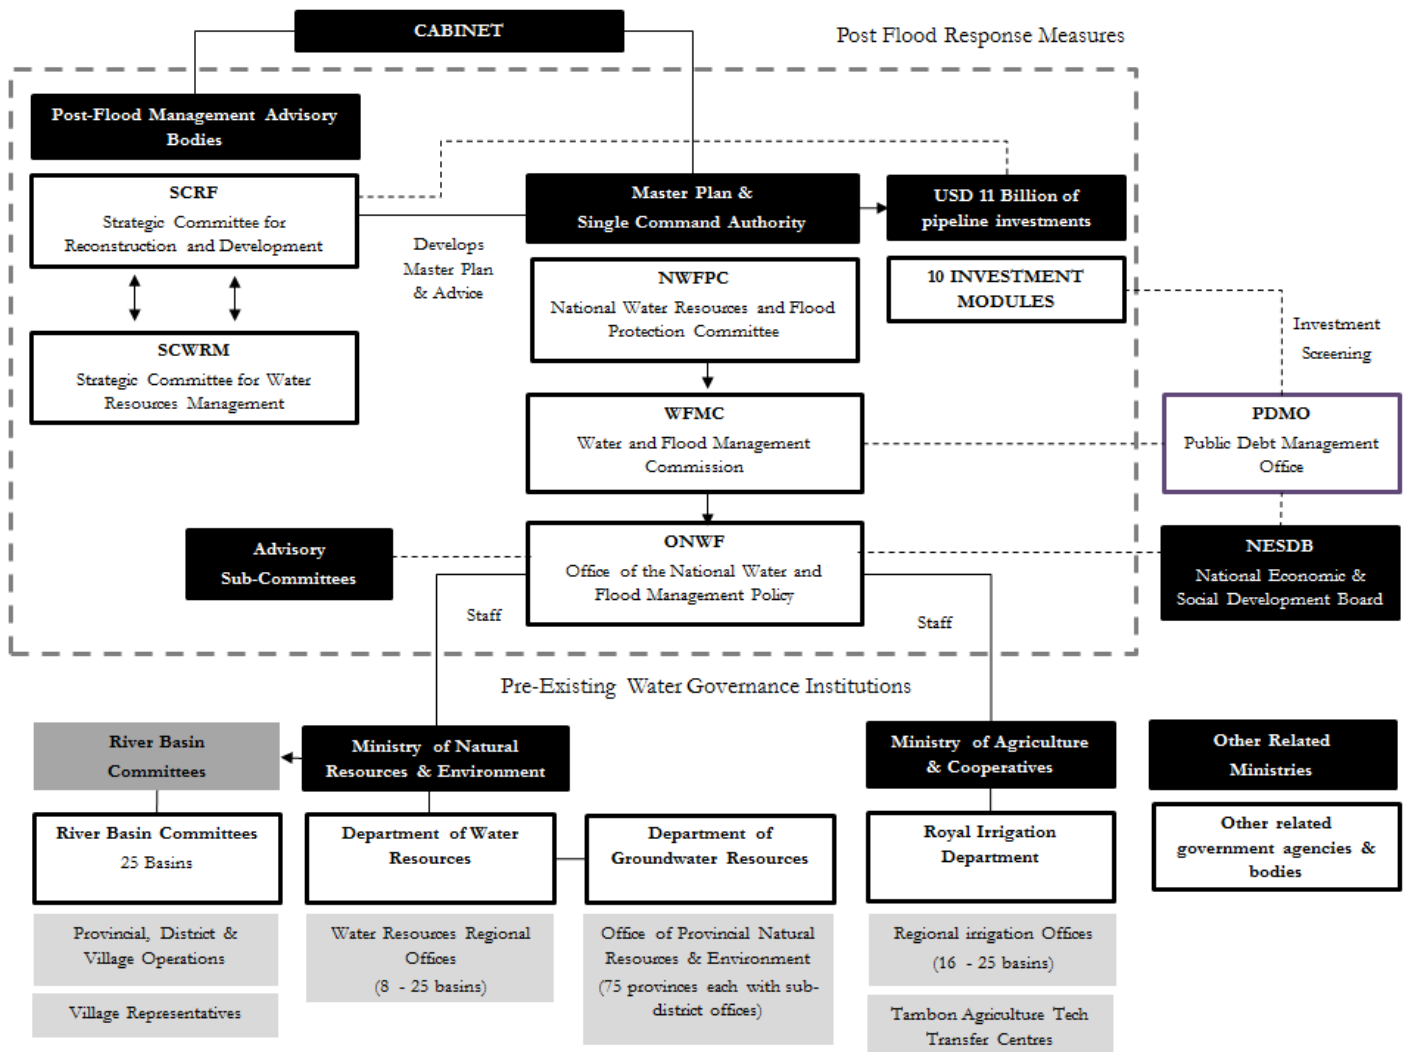 CABINET
Post Flood Response Measures
Post-Flood Management Advisory
Bodies
SCRF
Strategic Committee for
Reconstruction and Development
SCWRM
Strategic Committee for Water
Resources Management
Develops
Master Plan
& Advice
Master Plan &
Single Command Authority
USD 11 Billion of
pipeline investments
NWFPC
National Water Resources and Flood
Protection Committee
10 INVESTMENT
MODULES
Investment
Screening
WFMC
Water and Flood Management
Commission
PDMO
Public Debt Management
Office
Advisory
Sub-Committees
ONWF
Office of the National Water and
Flood Management Policy
NESDB
National Economic &
Social Development Board
Staff
Staff
Pre-Existing Water Governance Institutions
River Basin
Committees
Ministry of Natural
Resources & Environment
Ministry of Agriculture
& Cooperatives
Other Related
Ministries
River Basin Committees
25 Basins
Department of Water
Resources
Department of
Groundwater Resources
Royal Irrigation
Department
Other related
government agencies &
bodies
Provincial, District &
Village Operations
Village Representatives
Water Resources Regional
Offices
(8 - 25 basins)
Office of Provincial Natural
Resources & Environment
(75 provinces each with sub-
district offices)
Regional irrigation Offices
(16 - 25 basins)
Tambon Agriculture Tech
Transfer Centres